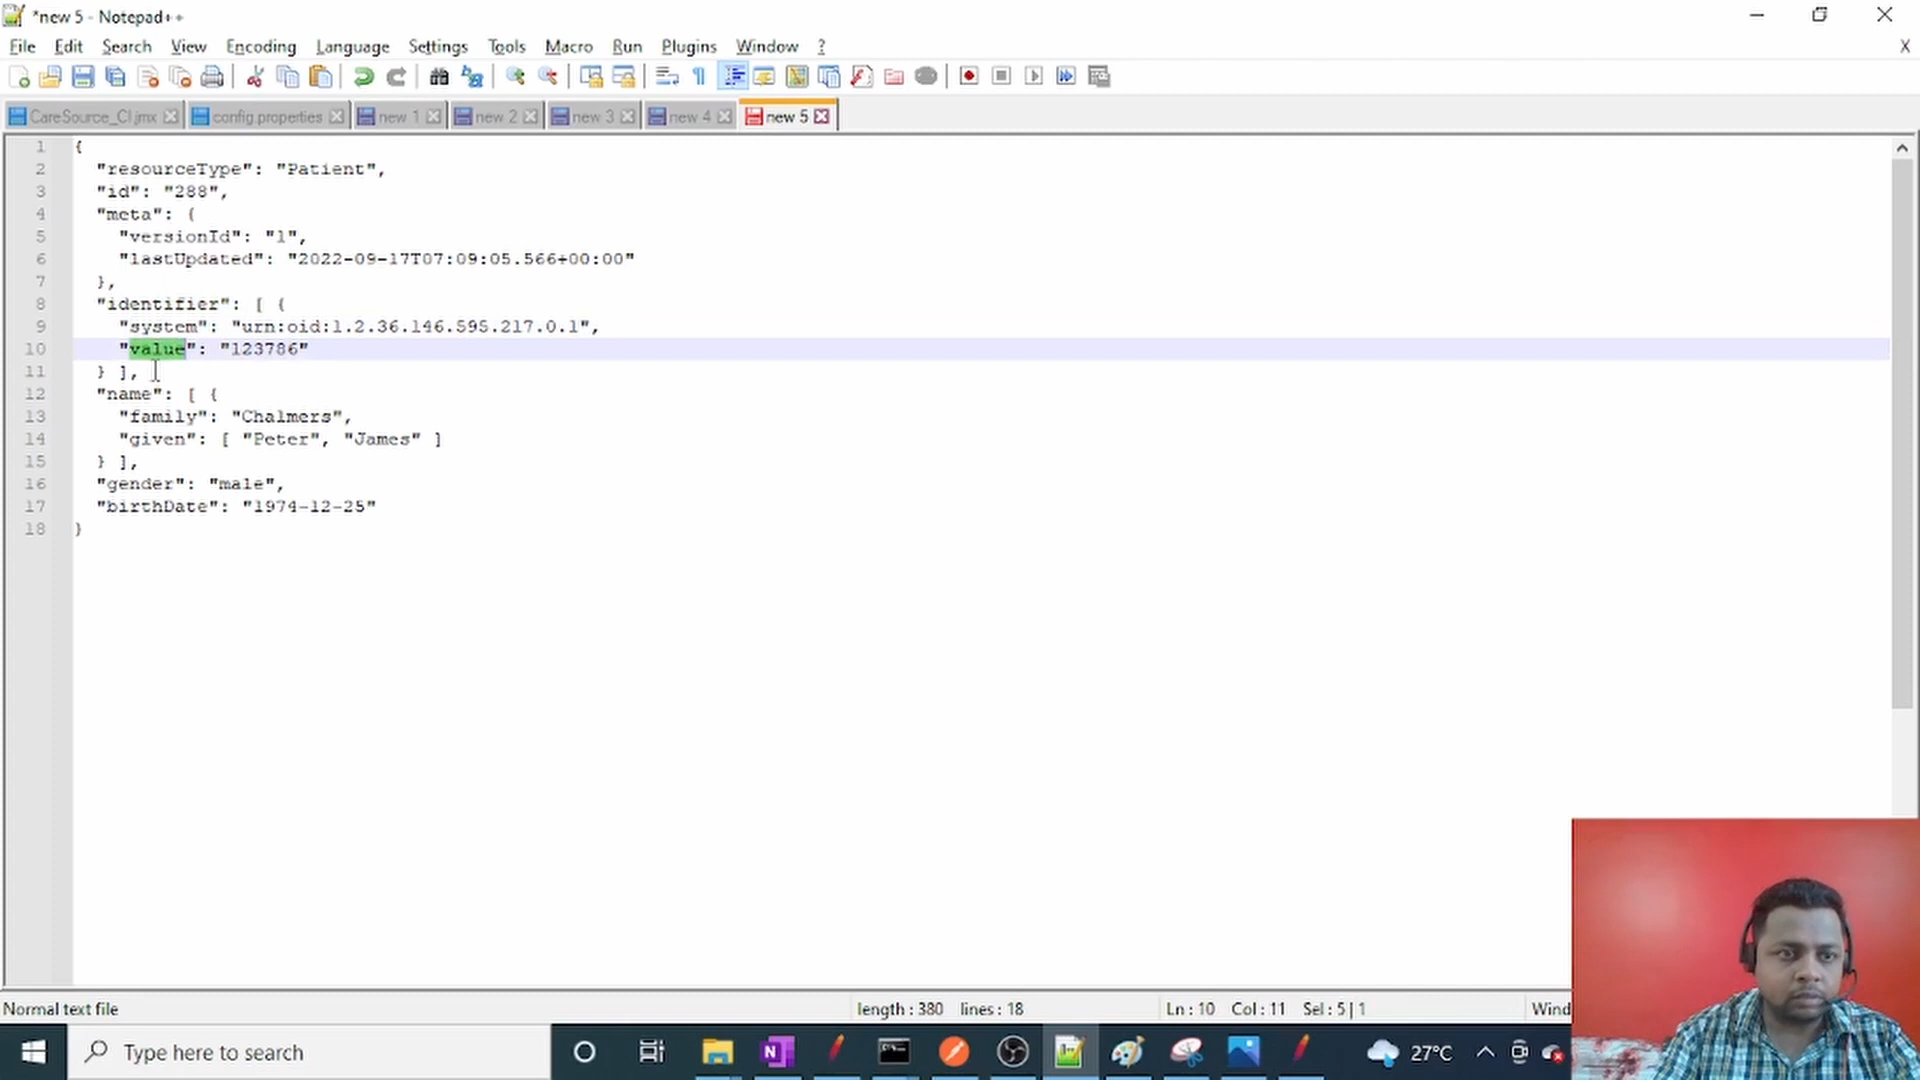 *new 5 - Notepad++
File Edit Search View Encoding Language Settings Tools Macro Run Plugins Window ? X
CareSource_CI.jmx config.properties new 1 new 2 new 3 new 4 new 5
1 {
2 "resourceType": "Patient",
3 "id": "288",
4 "meta": {
5 "versionId": "1",
6 "lastUpdated": "2022-09-17T07:09:05.566+00:00"
7 },
8 "identifier": [ {
9 "system": "urn:oid:1.2.36.146.595.217.0.1",
10 "value": "123786"
11 } ],
12 "name": [ {
13 "family": "Chalmers",
14 "given": [ "Peter", "James" ]
15 } ],
16 "gender": "male",
17 "birthDate": "1974-12-25"
18 }
Normal text file length : 380 lines : 18 Ln : 10 Col : 11 Sel : 5 | 1 Wind
Type here to search 27°C